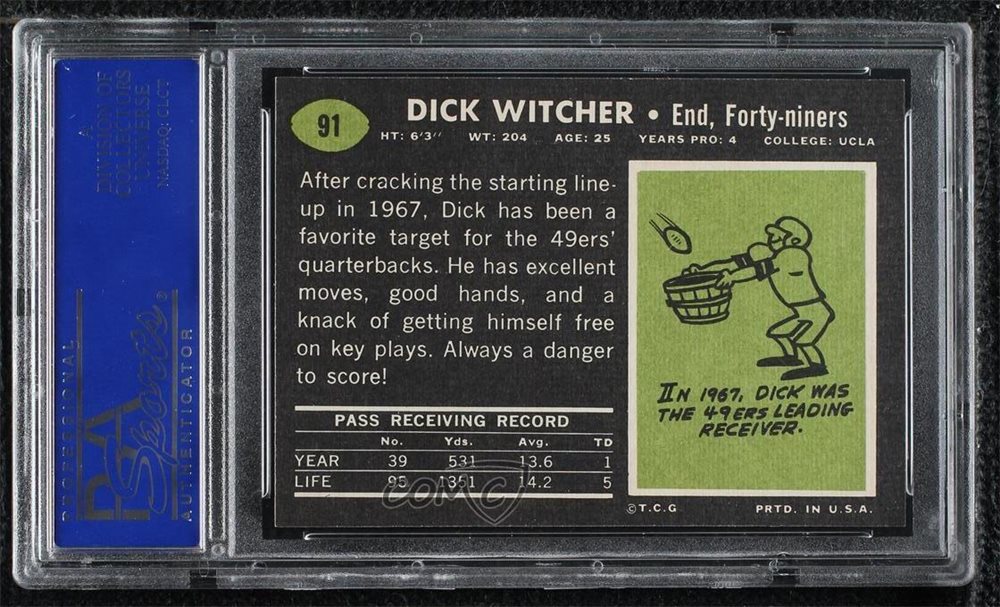 A
DIVISION OF
COLLECTORS
UNIVERSE
NASDAQ: CLCT
PROFESSIONAL
PSA
Sports®
AUTHENTICATOR
91
DICK WITCHER • End, Forty-niners
HT: 6'3" WT: 204 AGE: 25 YEARS PRO: 4 COLLEGE: UCLA
After cracking the starting line-
up in 1967, Dick has been a
favorite target for the 49ers'
quarterbacks. He has excellent
moves, good hands, and a
knack of getting himself free
on key plays. Always a danger
to score!
PASS RECEIVING RECORD
No. Yds. Avg. TD
YEAR 39 531 13.6 1
LIFE 95 1351 14.2 5
COMC
IN 1967, DICK WAS
THE 49ERS LEADING
RECEIVER.
©T.C.G PRTD. IN U.S.A.